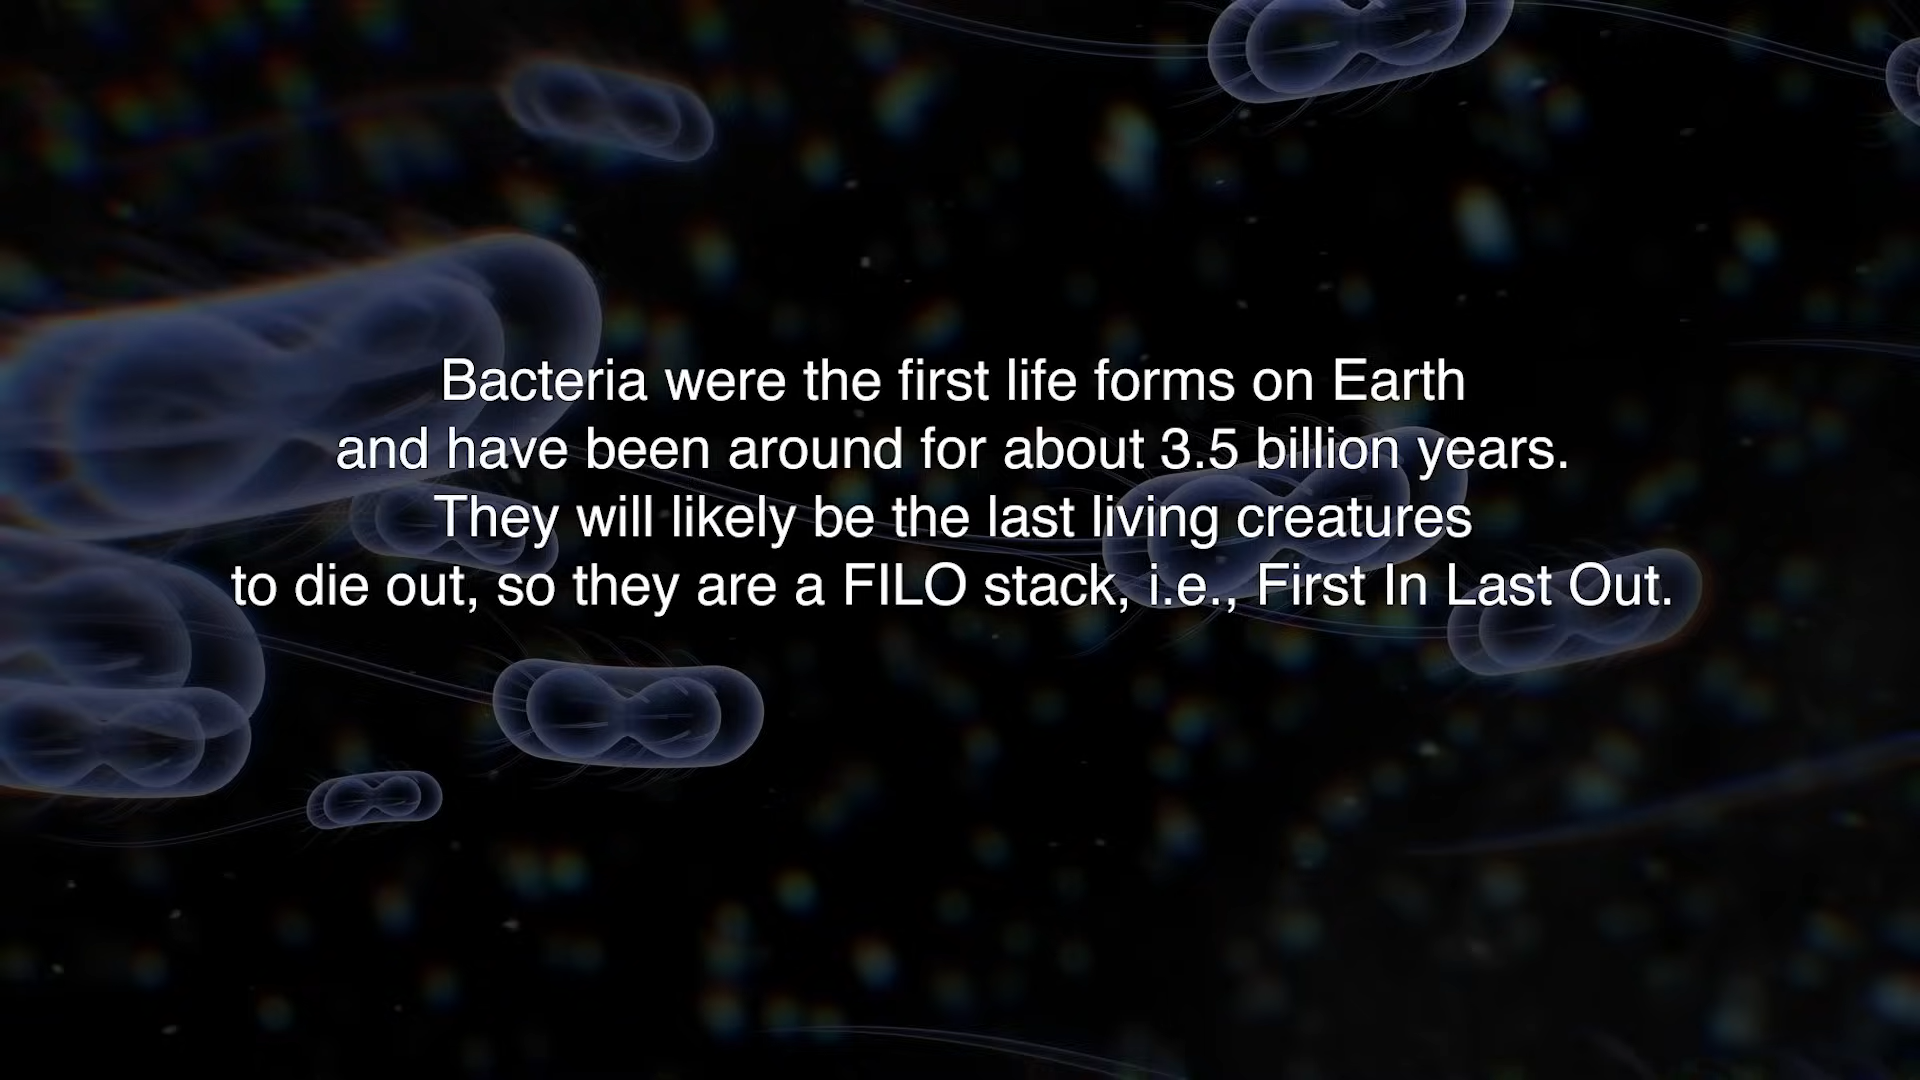 Bacteria were the first life forms on Earth
and have been around for about 3.5 billion years.
They will likely be the last living creatures
to die out, so they are a FILO stack, i.e., First In Last Out.